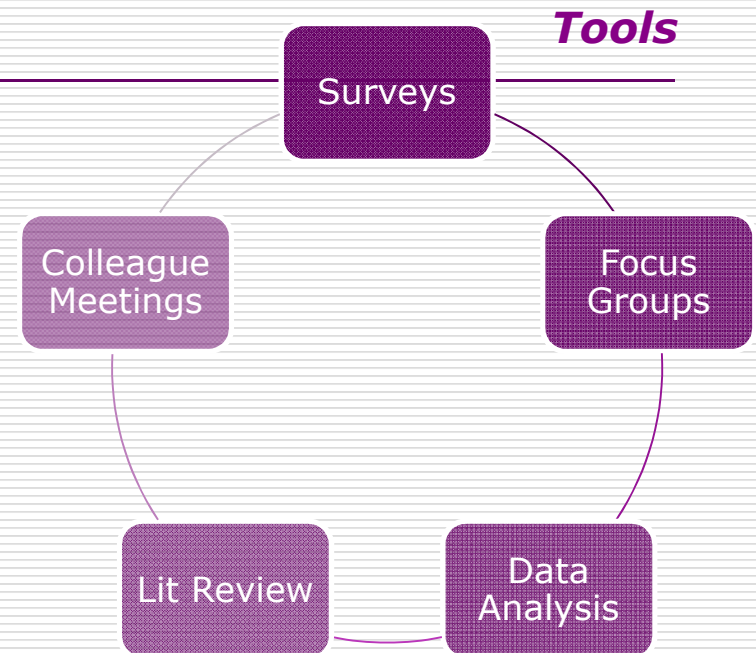 Tools
Surveys
Focus
Groups
Data
Analysis
Lit Review
Colleague
Meetings